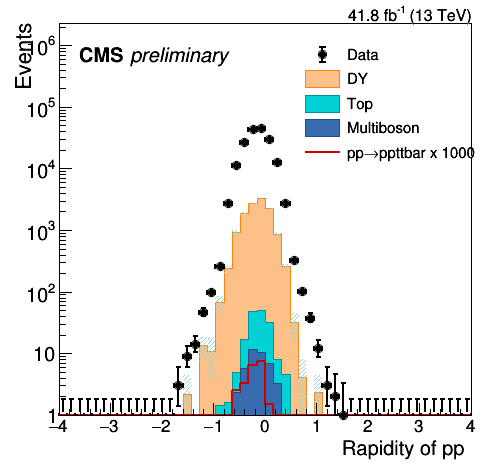 41.8 fb⁻¹ (13 TeV)
Events
CMS preliminary
Data
DY
Top
Multiboson
pp→ppttbar x 1000
10⁶
10⁵
10⁴
10³
10²
10
1
−4 −3 −2 −1 0 1 2 3 4
Rapidity of pp